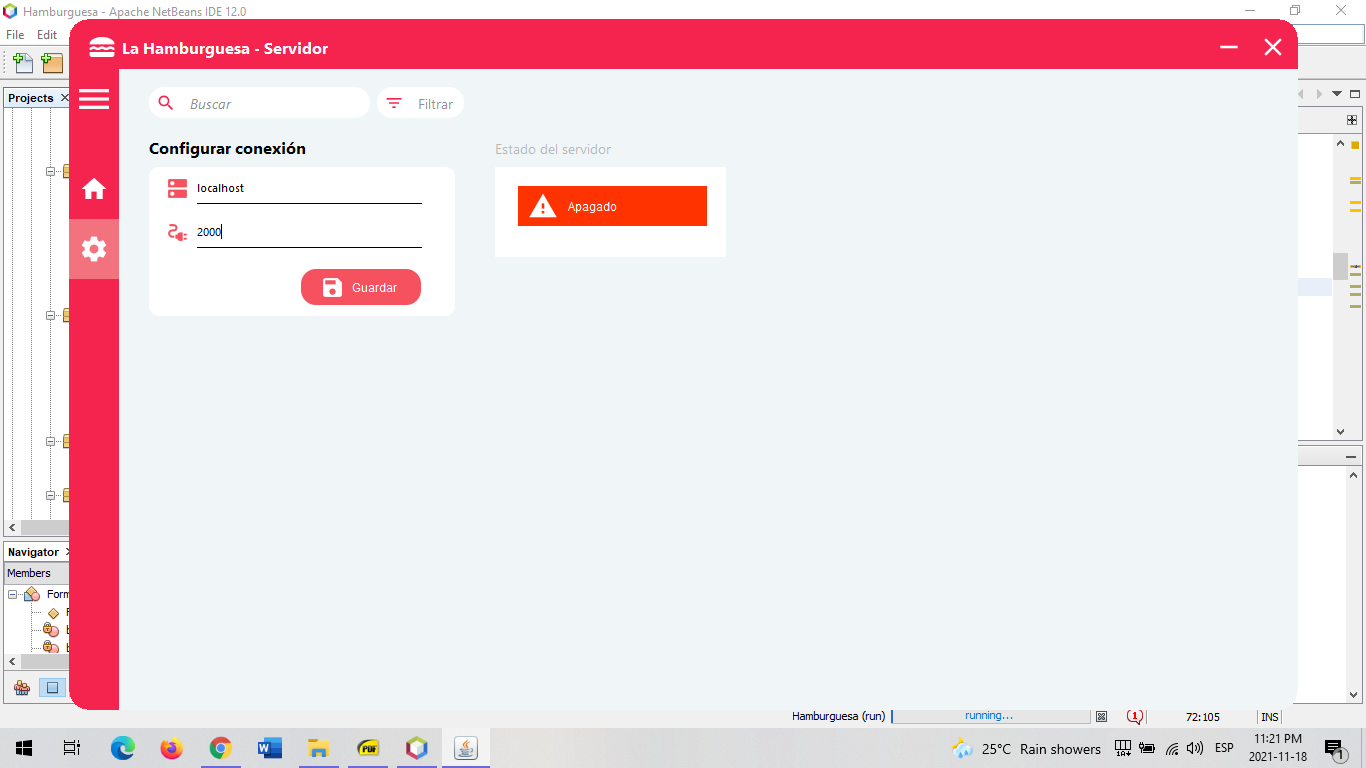 Hamburguesa - Apache NetBeans IDE 12.0
File Edit
La Hamburguesa - Servidor
Projects
Buscar
Filtrar
Configurar conexión
Estado del servidor
localhost
Apagado
2000
Guardar
Navigator
Members
Form
Hamburguesa (run)
running...
1
72:105
INS
PDF
25°C Rain showers
ESP
11:21 PM
2021-11-18
1